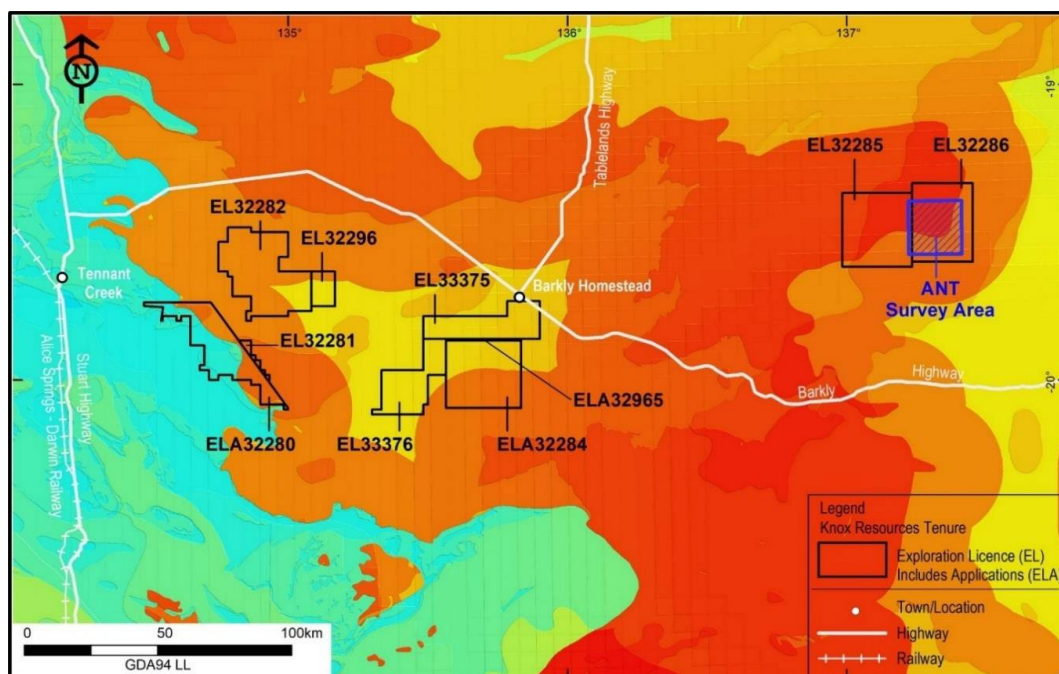 135°
136°
137°
N
-19°
Tablelands Highway
EL32285
EL32286
EL32282
EL32296
EL33375
Barkly Homestead
Tennant
Creek
ANT
Survey Area
EL32281
Stuart Highway
Alice Springs - Darwin Railway
Barkly
Highway
-20°
ELA32965
ELA32280
EL33376
ELA32284
Legend
Knox Resources Tenure
Exploration Licence (EL)
Includes Applications (ELA
Town/Location
Highway
Railway
0 50 100km
GDA94 LL